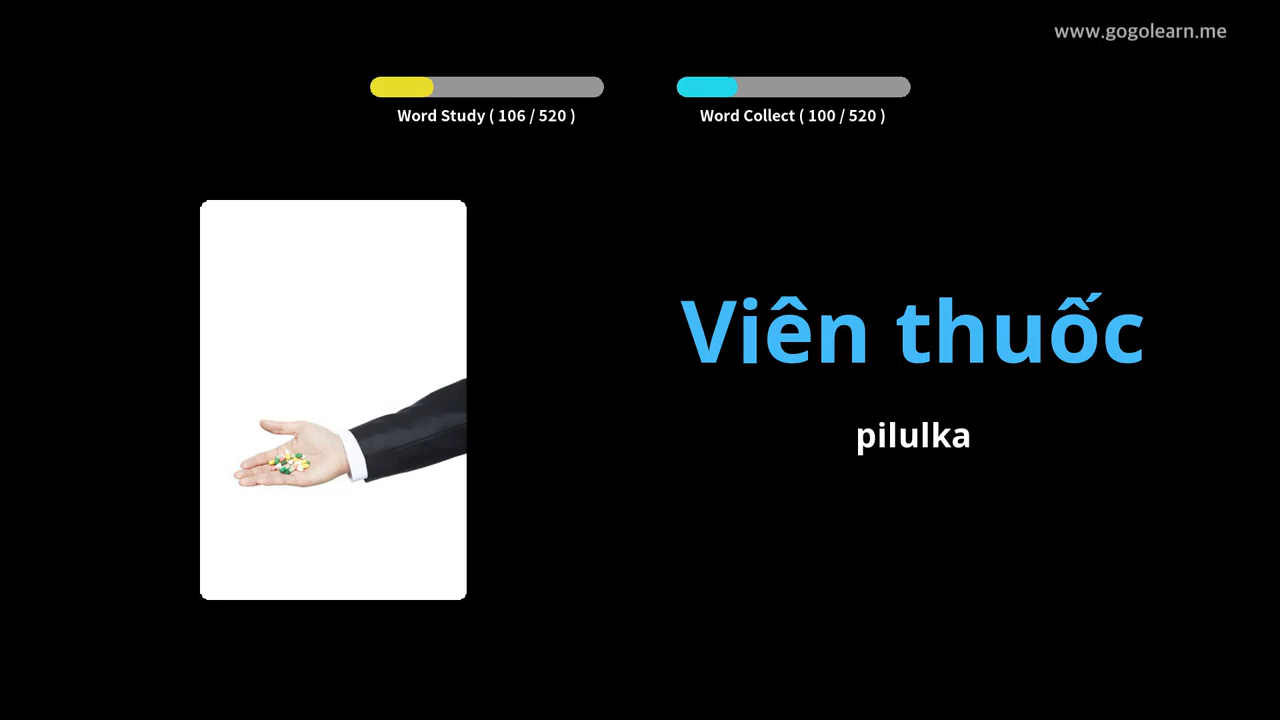 www.gogolearn.me
Word Study ( 106 / 520 )
Word Collect ( 100 / 520 )
Viên thuốc
pilulka